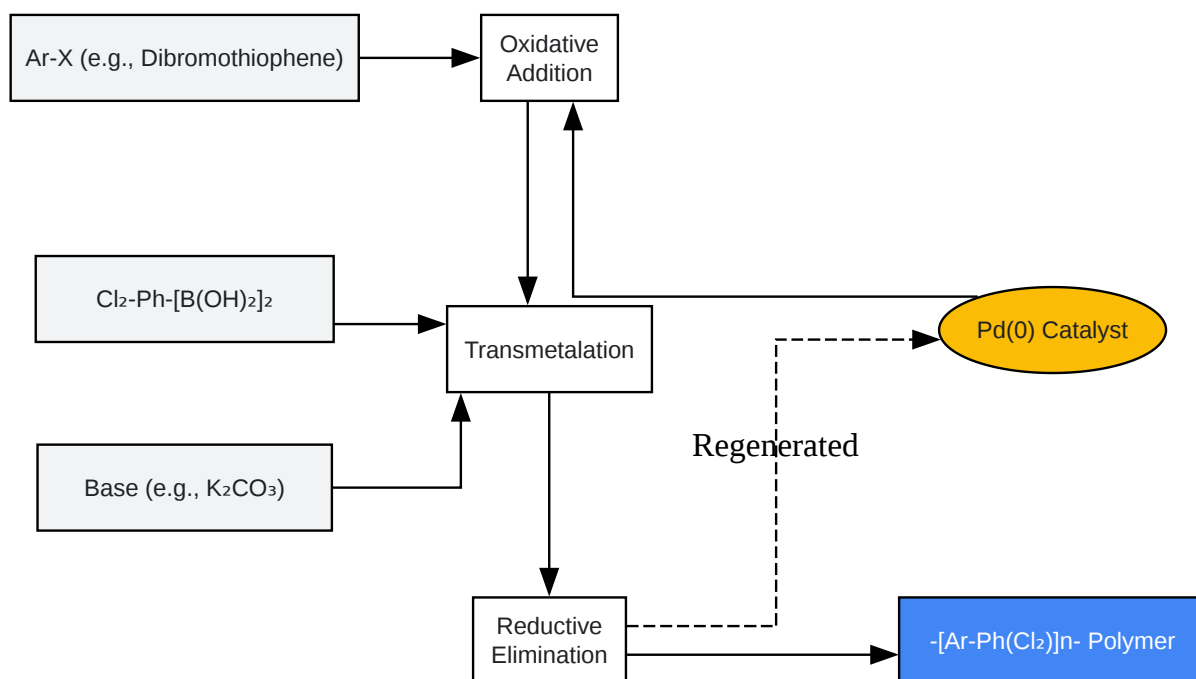 Ar-X (e.g., Dibromothiophene)
Oxidative
Addition
Cl₂-Ph-[B(OH)₂]₂
Pd(0) Catalyst
Transmetalation
Regenerated
Base (e.g., K₂CO₃)
Reductive
Elimination
-[Ar-Ph(Cl₂)]n- Polymer